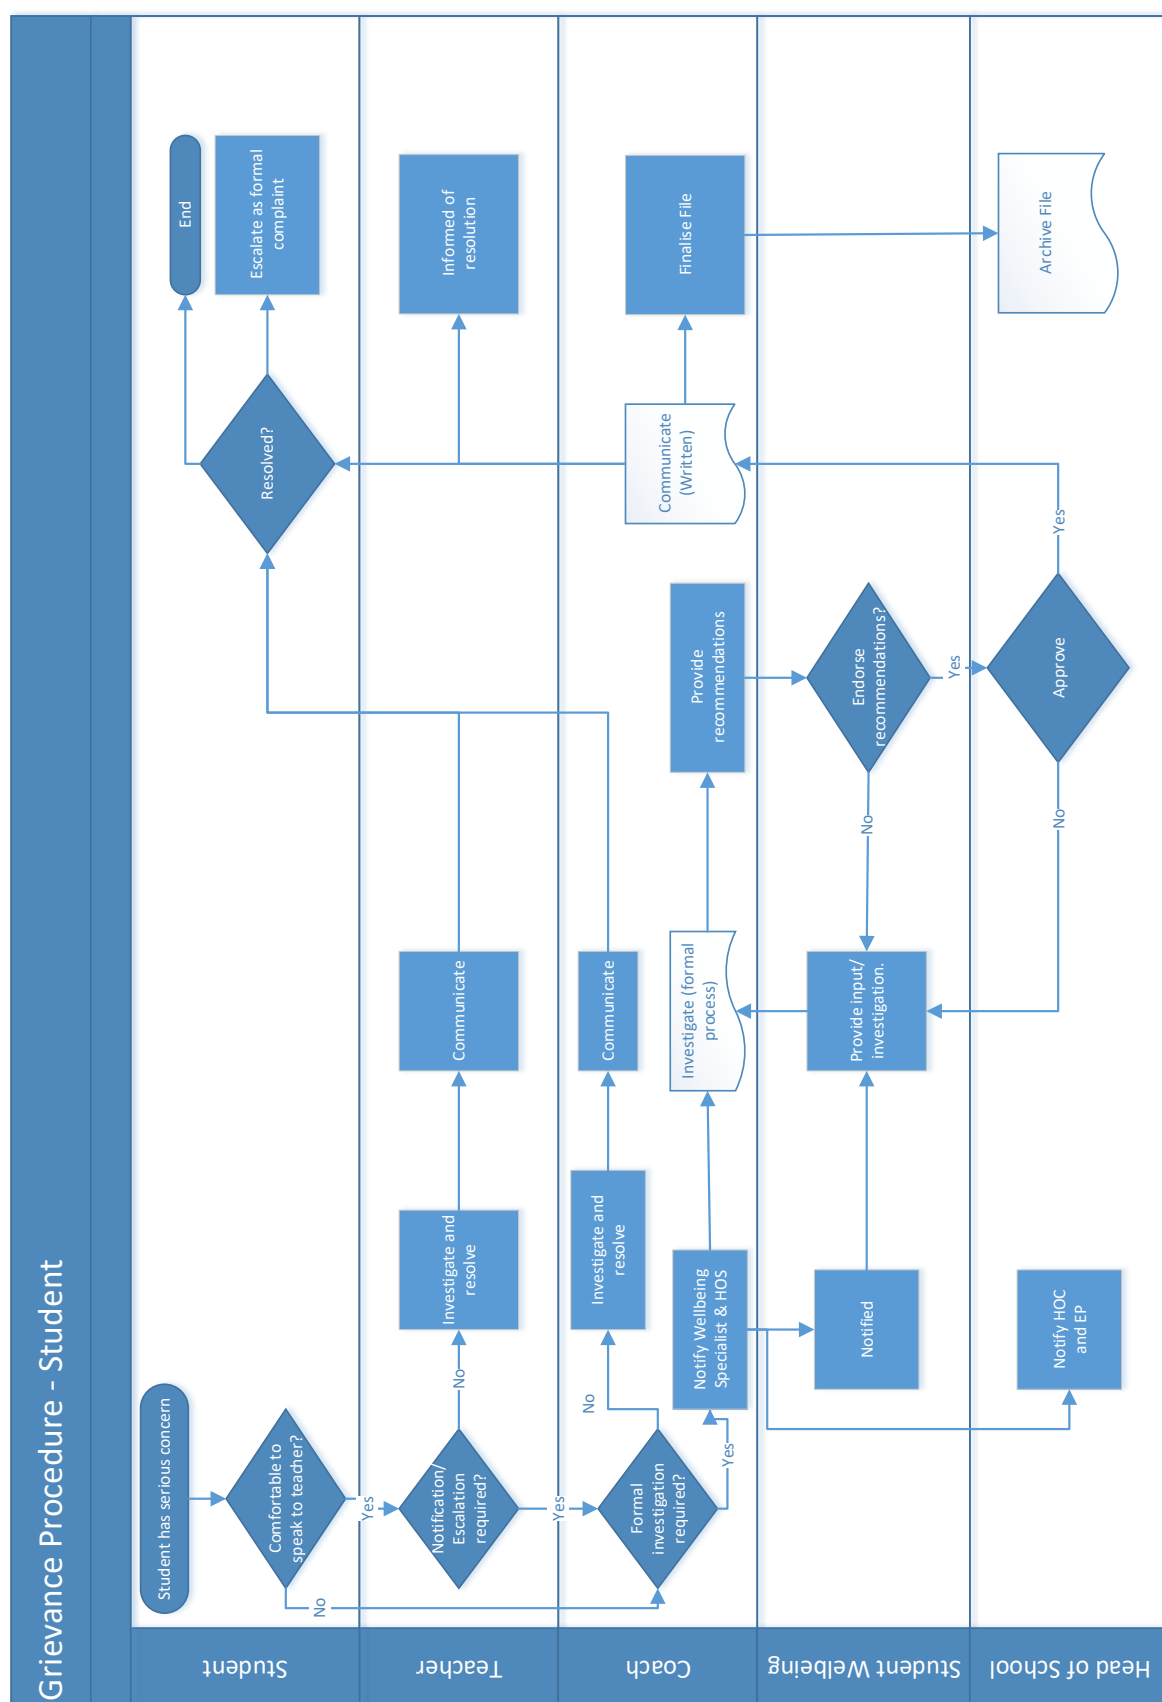 Grievance Procedure - Student
Student
Student has serious concern
Comfortable to
speak to teacher?
Yes
No
Resolved?
End
Escalate as formal
complaint
Teacher
Notification/
Escalation
required?
No
Yes
Investigate and
resolve
Communicate
Informed of
resolution
Coach
Formal
investigation
required?
No
Yes
Investigate and
resolve
Communicate
Notify Wellbeing
Specialist & HOS
Investigate (formal
process)
Provide
recommendations
Communicate
(Written)
Finalise File
Student Welbeing
Notified
Provide input/
investigation.
No
Endorse
recommendations?
Yes
Head of School
Notify HOC
and EP
No
Approve
Yes
Archive File